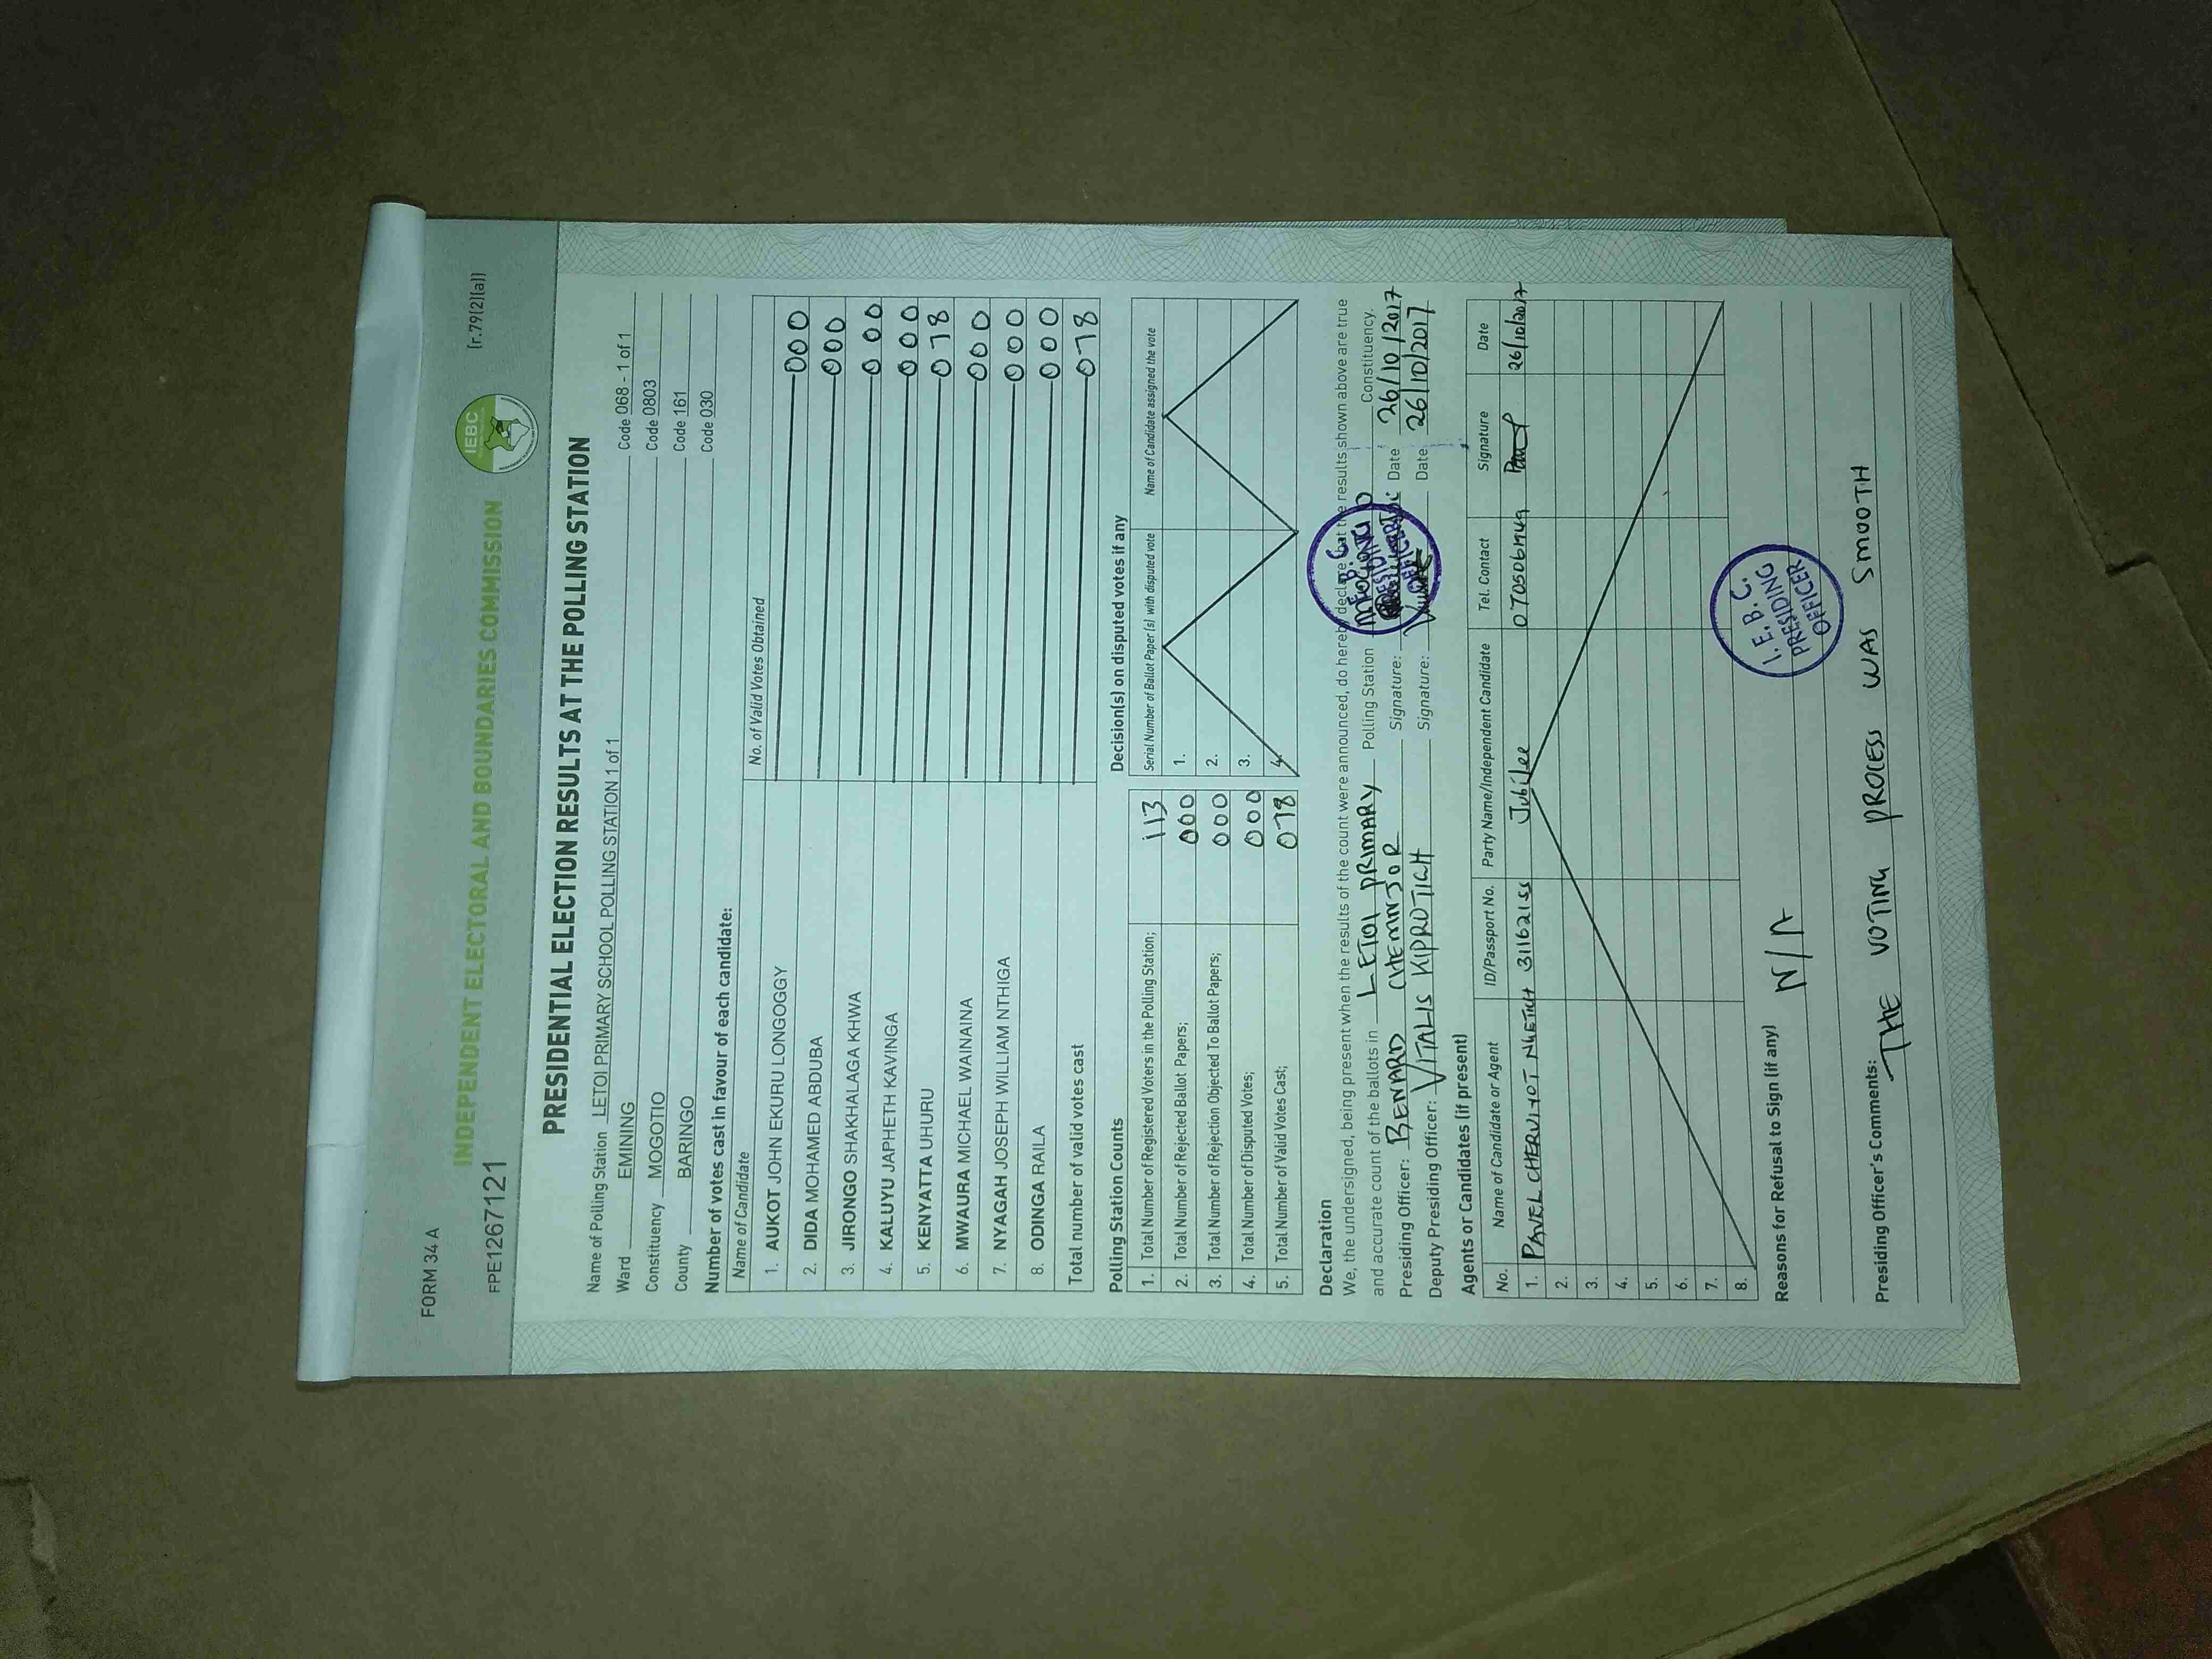 FORM 34 A
[r.79(2)(a)]
IEBC
INDEPENDENT ELECTORAL AND BOUNDARIES COMMISSION
FPE1267121
PRESIDENTIAL ELECTION RESULTS AT THE POLLING STATION
Name of Polling Station LETOI PRIMARY SCHOOL POLLING STATION 1 of 1 Code 068 - 1 of 1
Ward EMINING Code 0803
Constituency MOGOTIO Code 161
County BARINGO Code 030
Number of votes cast in favour of each candidate:
Name of Candidate No. of Valid Votes Obtained
1. AUKOT JOHN EKURU LONGOGGY 000
2. DIDA MOHAMED ABDUBA 000
3. JIRONGO SHAKHALAGA KHWA 000
4. KALUYU JAPHETH KAVINGA 000
5. KENYATTA UHURU 078
6. MWAURA MICHAEL WAINAINA 000
7. NYAGAH JOSEPH WILLIAM NTHIGA 000
8. ODINGA RAILA 000
Total number of valid votes cast 078
Polling Station Counts
1. Total Number of Registered Voters in the Polling Station; 113
2. Total Number of Rejected Ballot Papers; 000
3. Total Number of Rejection Objected To Ballot Papers; 000
4. Total Number of Disputed Votes; 000
5. Total Number of Valid Votes Cast; 078
Decision(s) on disputed votes if any
Serial Number of Ballot Paper(s) with disputed vote Name of Candidate assigned the vote
1.
2.
3.
4.
Declaration
We, the undersigned, being present when the results of the count were announced, do hereby declare that the results shown above are true
and accurate count of the ballots in LETOI PRIMARY Polling Station Constituency.
Presiding Officer: BENARD CHEMNJOR Signature: Date 26/10/2017
Deputy Presiding Officer: VITALIS KIPROTICH Signature: Date 26/10/2017
I.E.B.C. PRESIDING OFFICER
Agents or Candidates (if present)
No. Name of Candidate or Agent ID/Passport No. Party Name/Independent Candidate Tel. Contact Signature Date
1. CHERUIYOT 31162155 Jubilee 26/10/2017
2.
3.
4.
5.
6.
7.
8.
I.E.B.C. PRESIDING OFFICER
Reasons for Refusal to Sign (if any)
N/A
Presiding Officer's Comments:
THE VOTING PROCESS WAS SMOOTH